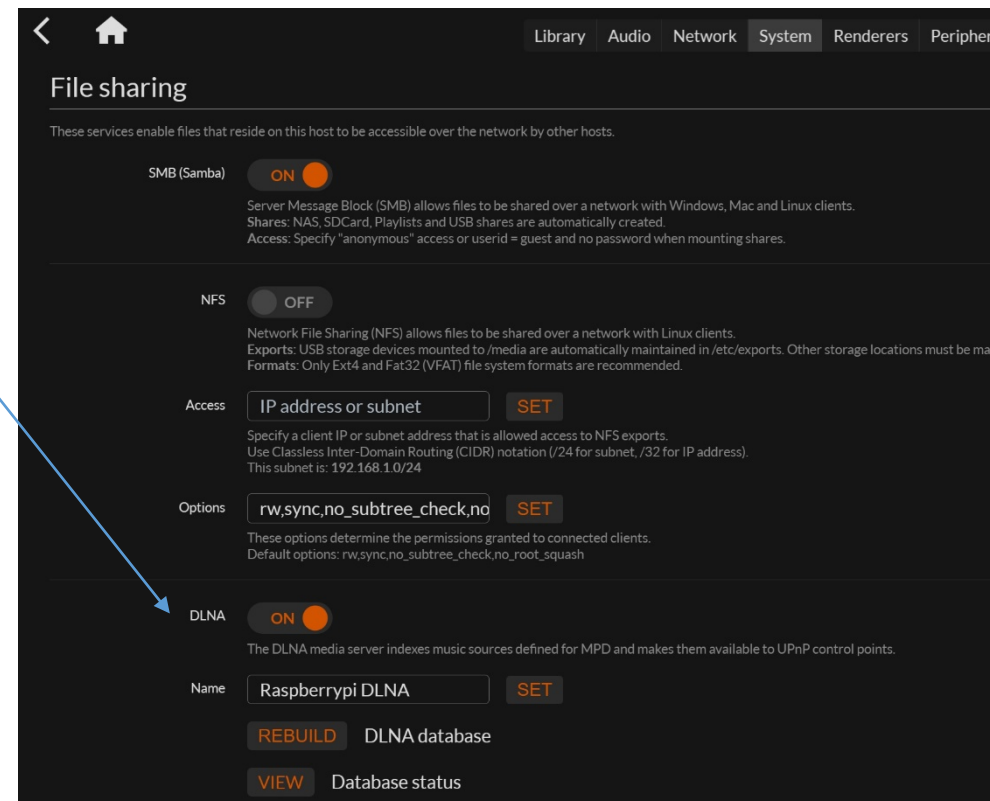 Library Audio Network System Renderers Peripher
File sharing
These services enable files that reside on this host to be accessible over the network by other hosts.
SMB (Samba) ON
Server Message Block (SMB) allows files to be shared over a network with Windows, Mac and Linux clients.
Shares: NAS, SDCard, Playlists and USB shares are automatically created.
Access: Specify "anonymous" access or userid = guest and no password when mounting shares.
NFS OFF
Network File Sharing (NFS) allows files to be shared over a network with Linux clients.
Exports: USB storage devices mounted to /media are automatically maintained in /etc/exports. Other storage locations must be ma
Formats: Only Ext4 and Fat32 (VFAT) file system formats are recommended.
Access IP address or subnet SET
Specify a client IP or subnet address that is allowed access to NFS exports.
Use Classless Inter-Domain Routing (CIDR) notation (/24 for subnet, /32 for IP address).
This subnet is: 192.168.1.0/24
Options rw,sync,no_subtree_check,no SET
These options determine the permissions granted to connected clients.
Default options: rw,sync,no_subtree_check,no_root_squash
DLNA ON
The DLNA media server indexes music sources defined for MPD and makes them available to UPnP control points.
Name Raspberrypi DLNA SET
REBUILD DLNA database
VIEW Database status